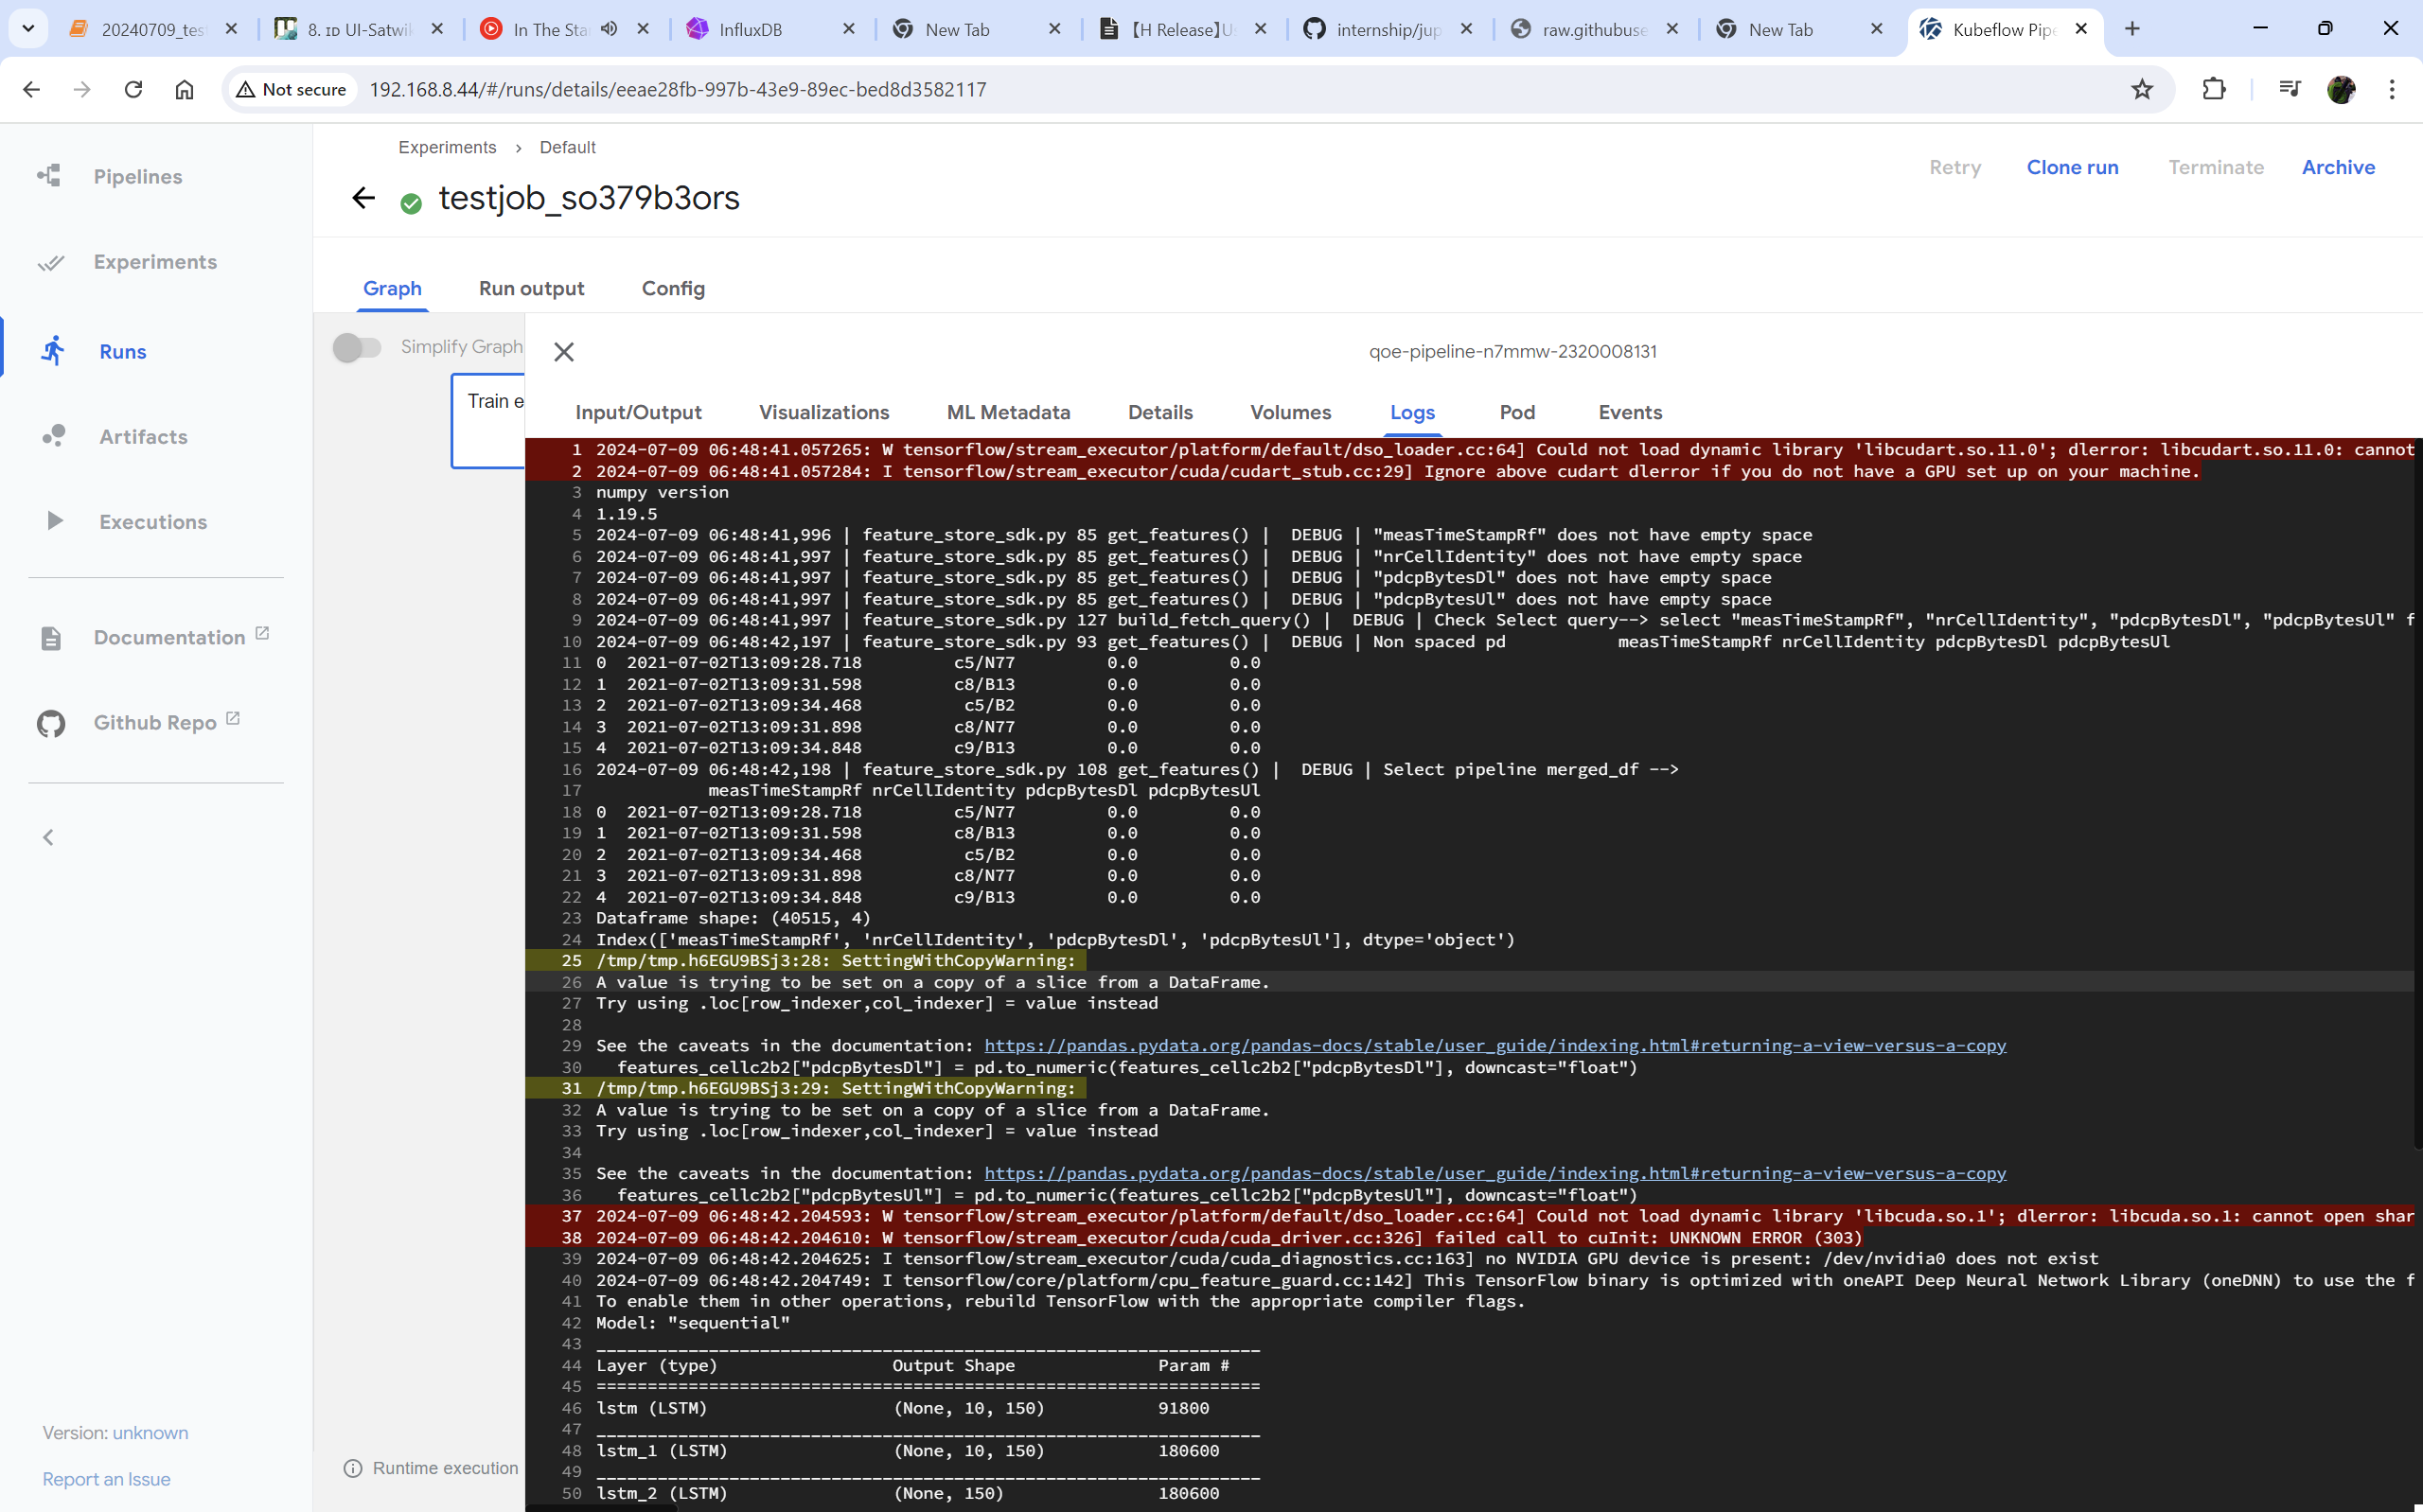 20240709_tes
8. ɪᴅ UI-Satwik
In The Sta
InfluxDB
New Tab
【H Release】Us
internship/jup
raw.githubuse
New Tab
Kubeflow Pipe
Not secure
192.168.8.44/#/runs/details/eeae28fb-997b-43e9-89ec-bed8d3582117
Pipelines
Experiments
Runs
Artifacts
Executions
Documentation
Github Repo
Version: unknown
Report an Issue
Experiments › Default
testjob_so379b3ors
Retry
Clone run
Terminate
Archive
Graph
Run output
Config
Simplify Graph
Train e
Runtime execution
qoe-pipeline-n7mmw-2320008131
Input/Output
Visualizations
ML Metadata
Details
Volumes
Logs
Pod
Events
1 2024-07-09 06:48:41.057265: W tensorflow/stream_executor/platform/default/dso_loader.cc:64] Could not load dynamic library 'libcudart.so.11.0'; dlerror: libcudart.so.11.0: cannot
2 2024-07-09 06:48:41.057284: I tensorflow/stream_executor/cuda/cudart_stub.cc:29] Ignore above cudart dlerror if you do not have a GPU set up on your machine.
3 numpy version
4 1.19.5
5 2024-07-09 06:48:41,996 | feature_store_sdk.py 85 get_features() | DEBUG | "measTimeStampRf" does not have empty space
6 2024-07-09 06:48:41,997 | feature_store_sdk.py 85 get_features() | DEBUG | "nrCellIdentity" does not have empty space
7 2024-07-09 06:48:41,997 | feature_store_sdk.py 85 get_features() | DEBUG | "pdcpBytesDl" does not have empty space
8 2024-07-09 06:48:41,997 | feature_store_sdk.py 85 get_features() | DEBUG | "pdcpBytesUl" does not have empty space
9 2024-07-09 06:48:41,997 | feature_store_sdk.py 127 build_fetch_query() | DEBUG | Check Select query--> select "measTimeStampRf", "nrCellIdentity", "pdcpBytesDl", "pdcpBytesUl" f
10 2024-07-09 06:48:42,197 | feature_store_sdk.py 93 get_features() | DEBUG | Non spaced pd measTimeStampRf nrCellIdentity pdcpBytesDl pdcpBytesUl
11 0 2021-07-02T13:09:28.718 c5/N77 0.0 0.0
12 1 2021-07-02T13:09:31.598 c8/B13 0.0 0.0
13 2 2021-07-02T13:09:34.468 c5/B2 0.0 0.0
14 3 2021-07-02T13:09:31.898 c8/N77 0.0 0.0
15 4 2021-07-02T13:09:34.848 c9/B13 0.0 0.0
16 2024-07-09 06:48:42,198 | feature_store_sdk.py 108 get_features() | DEBUG | Select pipeline merged_df -->
17 measTimeStampRf nrCellIdentity pdcpBytesDl pdcpBytesUl
18 0 2021-07-02T13:09:28.718 c5/N77 0.0 0.0
19 1 2021-07-02T13:09:31.598 c8/B13 0.0 0.0
20 2 2021-07-02T13:09:34.468 c5/B2 0.0 0.0
21 3 2021-07-02T13:09:31.898 c8/N77 0.0 0.0
22 4 2021-07-02T13:09:34.848 c9/B13 0.0 0.0
23 Dataframe shape: (40515, 4)
24 Index(['measTimeStampRf', 'nrCellIdentity', 'pdcpBytesDl', 'pdcpBytesUl'], dtype='object')
25 /tmp/tmp.h6EGU9BSj3:28: SettingWithCopyWarning:
26 A value is trying to be set on a copy of a slice from a DataFrame.
27 Try using .loc[row_indexer,col_indexer] = value instead
28
29 See the caveats in the documentation: https://pandas.pydata.org/pandas-docs/stable/user_guide/indexing.html#returning-a-view-versus-a-copy
30 features_cellc2b2["pdcpBytesDl"] = pd.to_numeric(features_cellc2b2["pdcpBytesDl"], downcast="float")
31 /tmp/tmp.h6EGU9BSj3:29: SettingWithCopyWarning:
32 A value is trying to be set on a copy of a slice from a DataFrame.
33 Try using .loc[row_indexer,col_indexer] = value instead
34
35 See the caveats in the documentation: https://pandas.pydata.org/pandas-docs/stable/user_guide/indexing.html#returning-a-view-versus-a-copy
36 features_cellc2b2["pdcpBytesUl"] = pd.to_numeric(features_cellc2b2["pdcpBytesUl"], downcast="float")
37 2024-07-09 06:48:42.204593: W tensorflow/stream_executor/platform/default/dso_loader.cc:64] Could not load dynamic library 'libcuda.so.1'; dlerror: libcuda.so.1: cannot open shar
38 2024-07-09 06:48:42.204610: W tensorflow/stream_executor/cuda/cuda_driver.cc:326] failed call to cuInit: UNKNOWN ERROR (303)
39 2024-07-09 06:48:42.204625: I tensorflow/stream_executor/cuda/cuda_diagnostics.cc:163] no NVIDIA GPU device is present: /dev/nvidia0 does not exist
40 2024-07-09 06:48:42.204749: I tensorflow/core/platform/cpu_feature_guard.cc:142] This TensorFlow binary is optimized with oneAPI Deep Neural Network Library (oneDNN) to use the f
41 To enable them in other operations, rebuild TensorFlow with the appropriate compiler flags.
42 Model: "sequential"
43 _________________________________________________________________
44 Layer (type) Output Shape Param #
45 =================================================================
46 lstm (LSTM) (None, 10, 150) 91800
47 _________________________________________________________________
48 lstm_1 (LSTM) (None, 10, 150) 180600
49 _________________________________________________________________
50 lstm_2 (LSTM) (None, 150) 180600